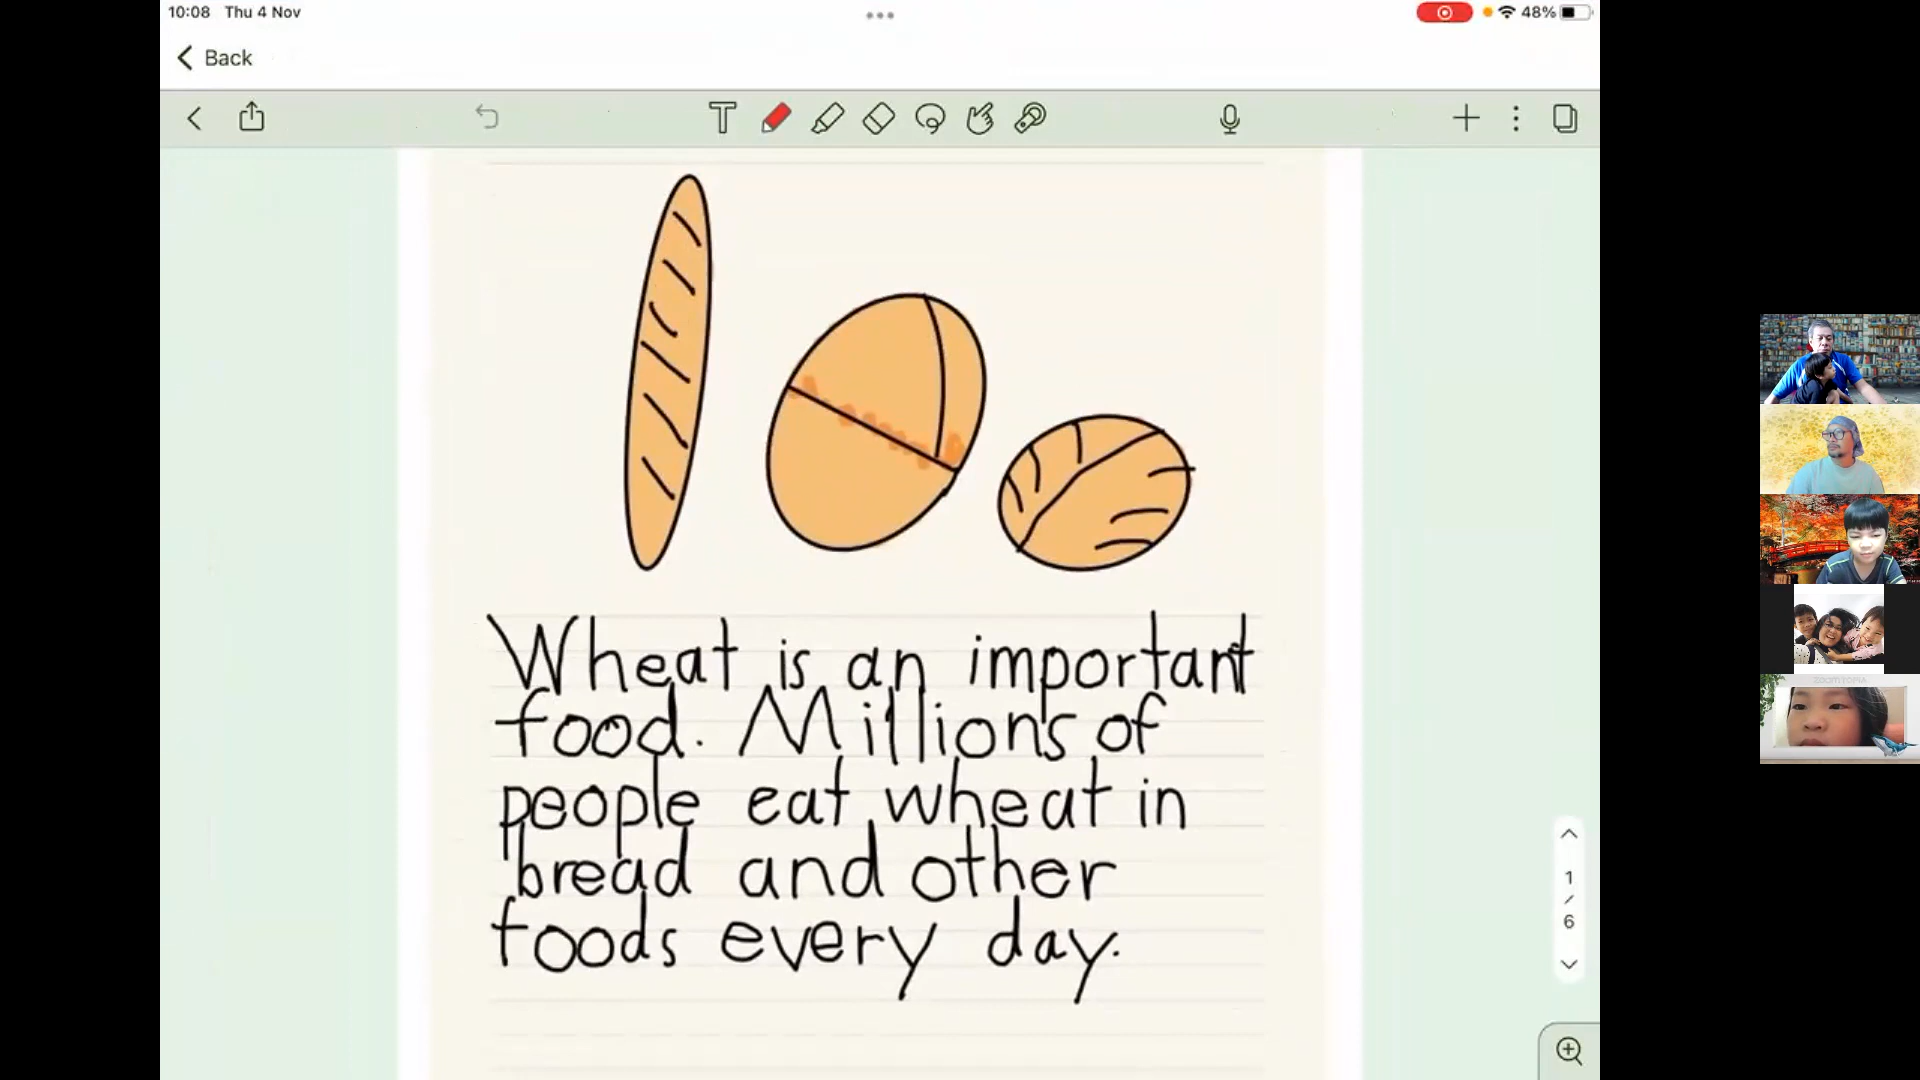 10:08 Thu 4 Nov
48%
Back
Wheat is an important
food. Millions of
people eat wheat in
bread and other
foods every day.
1
/
6
ZOOMTOPIA